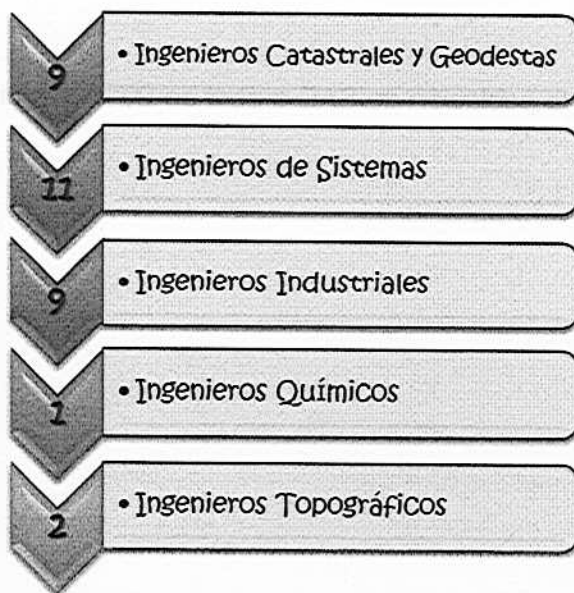 9
• Ingenieros Catastrales y Geodestas
11
• Ingenieros de Sistemas
9
• Ingenieros Industriales
1
• Ingenieros Químicos
2
• Ingenieros Topográficos